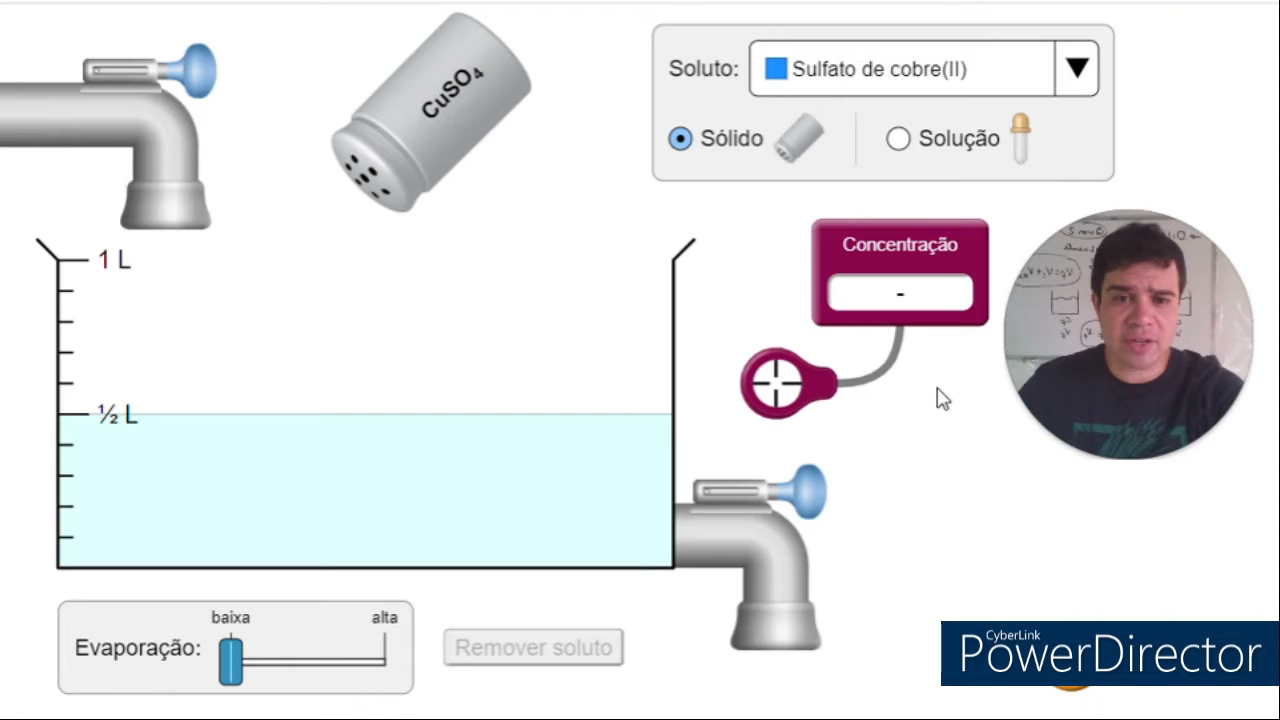 CuSO₄
Soluto: Sulfato de cobre(II)
Sólido Solução
1 L
Concentração
-
½ L
baixa alta
Evaporação:
Remover soluto
CyberLink
PowerDirector